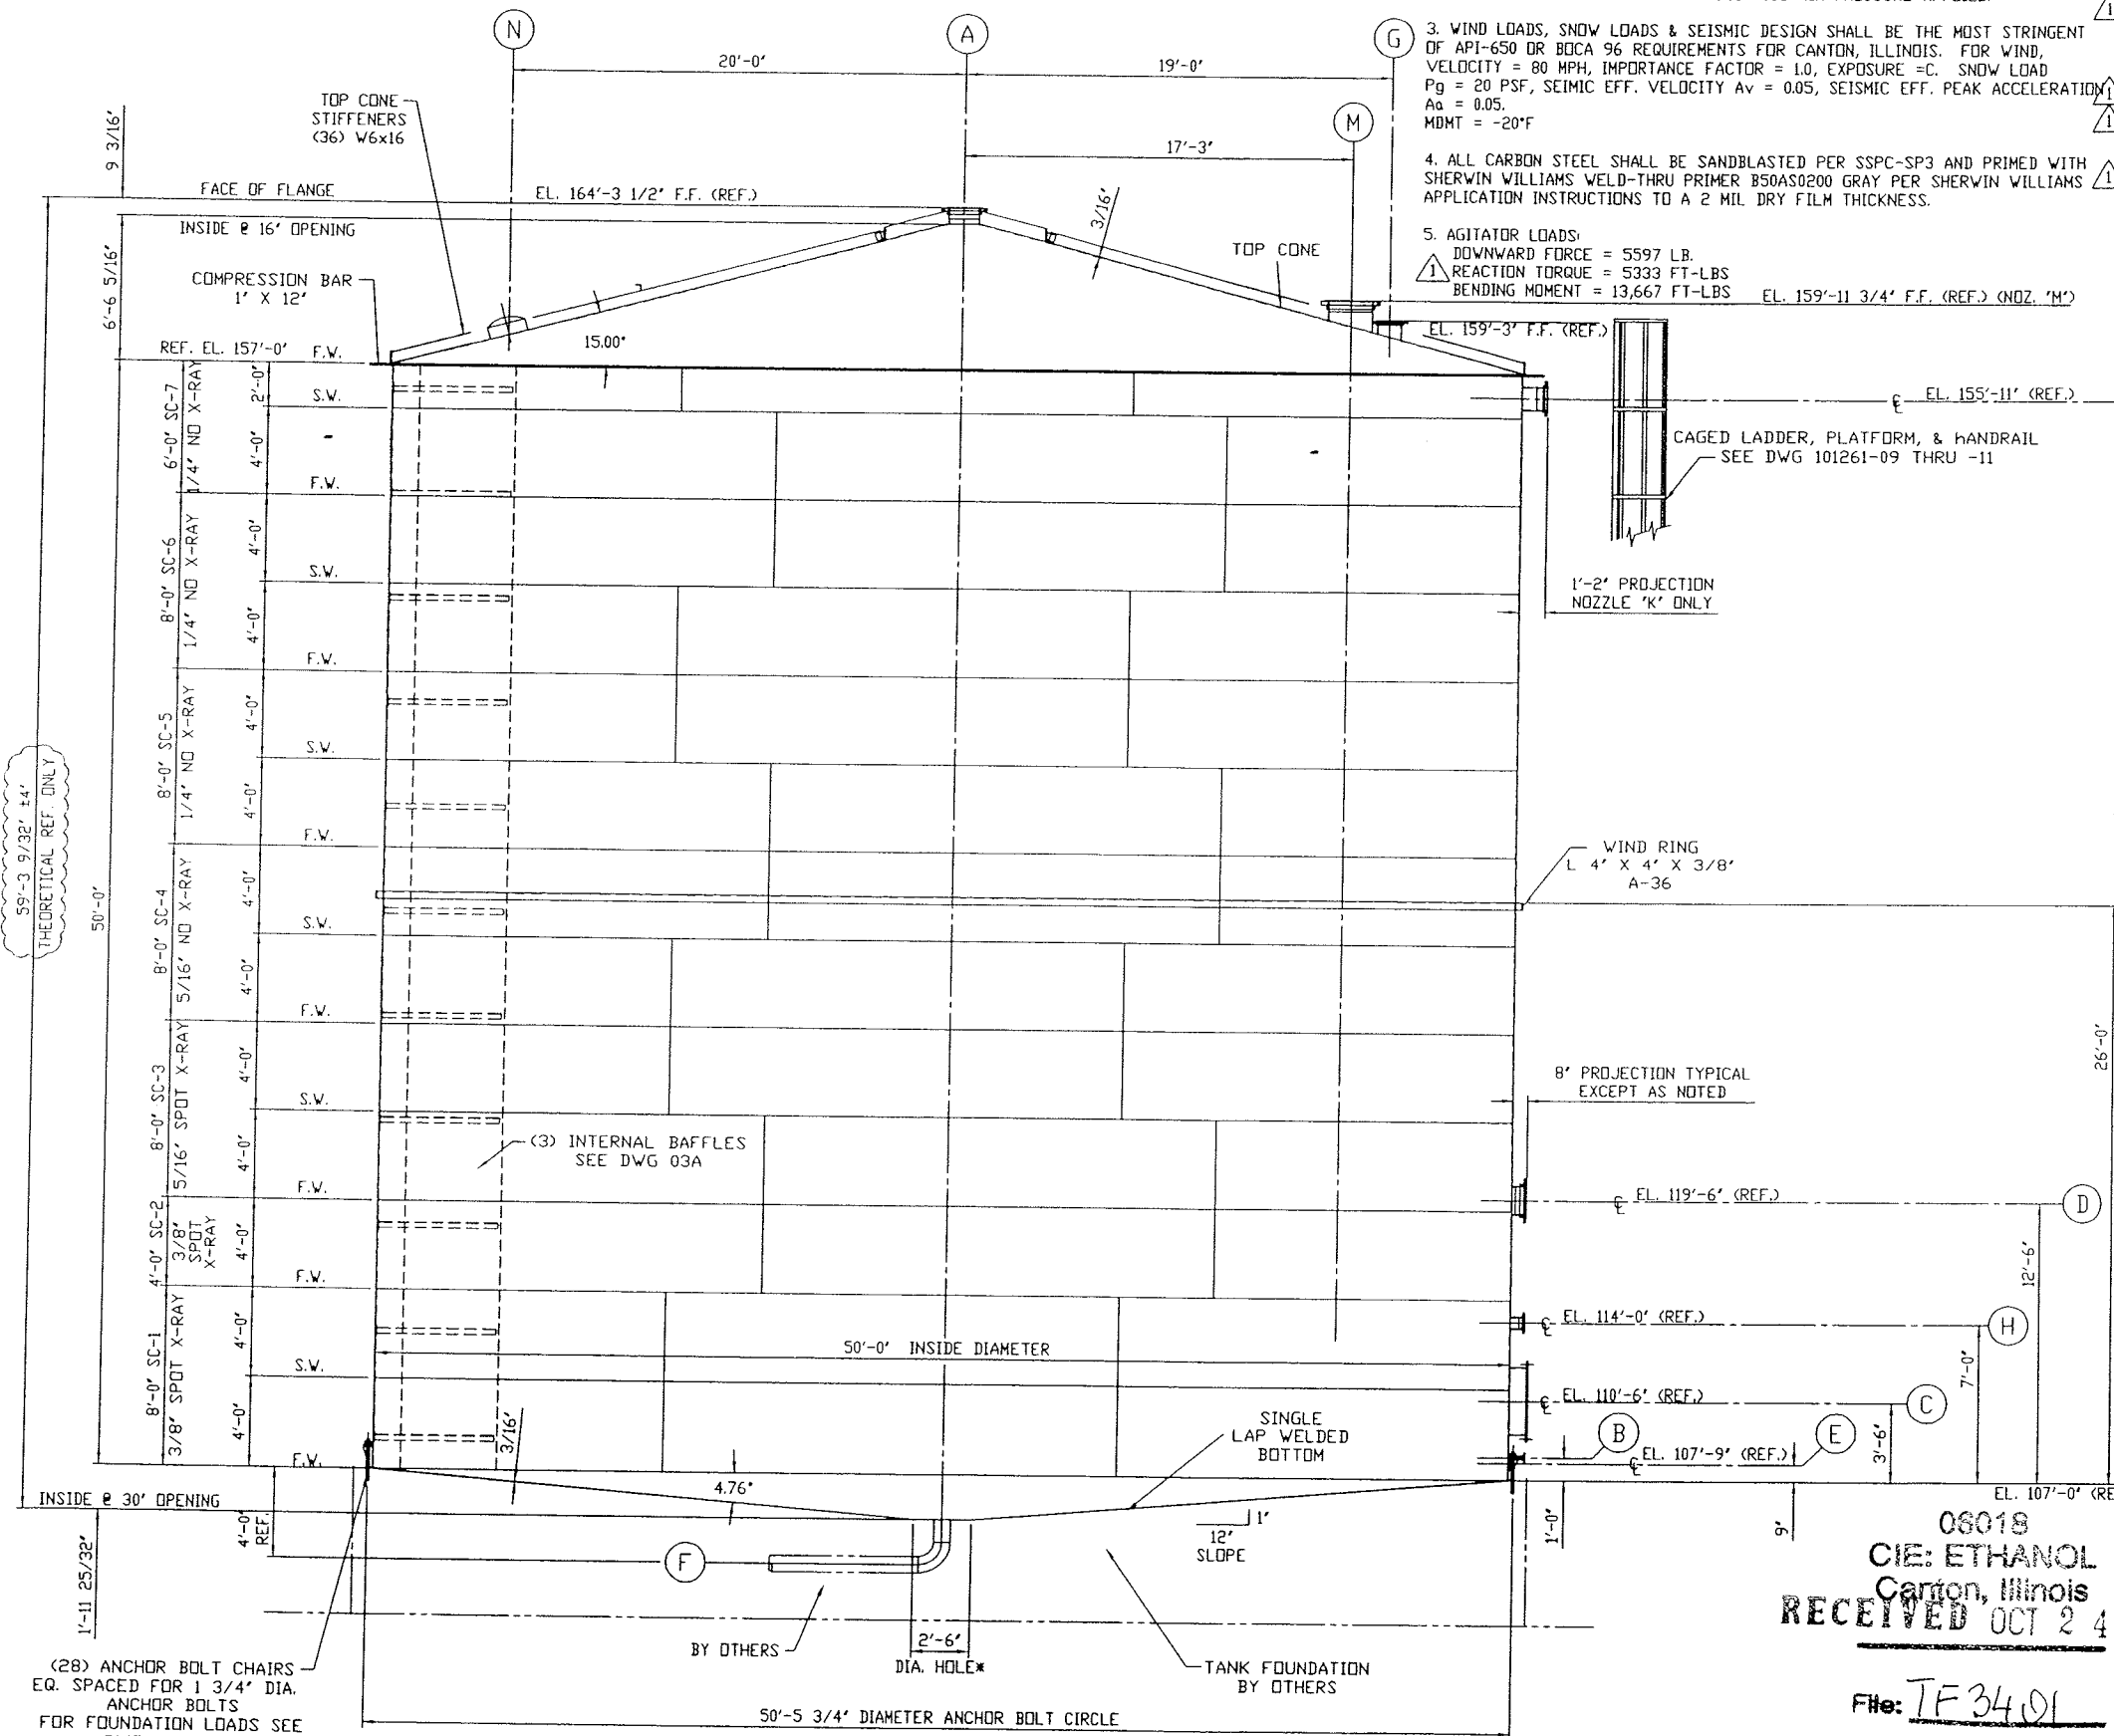 3. WIND LOADS, SNOW LOADS & SEISMIC DESIGN SHALL BE THE MOST STRINGENT
OF API-650 OR BOCA 96 REQUIREMENTS FOR CANTON, ILLINOIS. FOR WIND,
VELOCITY = 80 MPH, IMPORTANCE FACTOR = 1.0, EXPOSURE =C. SNOW LOAD
Pg = 20 PSF, SEIMIC EFF. VELOCITY Av = 0.05, SEISMIC EFF. PEAK ACCELERATION
Aa = 0.05.
MDMT = -20°F
4. ALL CARBON STEEL SHALL BE SANDBLASTED PER SSPC-SP3 AND PRIMED WITH
SHERWIN WILLIAMS WELD-THRU PRIMER B50AS0200 GRAY PER SHERWIN WILLIAMS
APPLICATION INSTRUCTIONS TO A 2 MIL DRY FILM THICKNESS.
5. AGITATOR LOADS:
DOWNWARD FORCE = 5597 LB.
1 REACTION TORQUE = 5333 FT-LBS
BENDING MOMENT = 13,667 FT-LBS
1
1
1
1
N
A
G
M
20'-0"
19'-0"
17'-3"
TOP CONE
STIFFENERS
(36) W6x16
9 3/16"
FACE OF FLANGE
EL. 164'-3 1/2" F.F. (REF.)
INSIDE @ 16" OPENING
6'-6 5/16"
COMPRESSION BAR
1" X 12"
3/16"
TOP CONE
EL. 159'-11 3/4" F.F. (REF.) (NOZ. "M")
EL. 159'-3" F.F. (REF.)
REF. EL. 157'-0"
F.W.
15.00°
EL. 155'-11" (REF.)
CAGED LADDER, PLATFORM, & hANDRAIL
SEE DWG 101261-09 THRU -11
1'-2" PROJECTION
NOZZLE "K" ONLY
6'-0" SC-7
1/4" NO X-RAY
2'-0"
S.W.
4'-0"
F.W.
8'-0" SC-6
1/4" NO X-RAY
4'-0"
S.W.
4'-0"
F.W.
8'-0" SC-5
1/4" NO X-RAY
4'-0"
S.W.
4'-0"
F.W.
59'-3 9/32" ±4"
THEORETICAL REF. ONLY
50'-0"
8'-0" SC-4
5/16" NO X-RAY
4'-0"
S.W.
4'-0"
F.W.
WIND RING
L 4" X 4" X 3/8"
A-36
26'-0"
8'-0" SC-3
5/16" SPOT X-RAY
4'-0"
S.W.
4'-0"
F.W.
8" PROJECTION TYPICAL
EXCEPT AS NOTED
(3) INTERNAL BAFFLES
SEE DWG 03A
4'-0" SC-2
3/8"
SPOT
X-RAY
4'-0"
F.W.
EL. 119'-6" (REF.)
D
12'-6"
8'-0" SC-1
3/8" SPOT X-RAY
4'-0"
S.W.
4'-0"
F.W.
EL. 114'-0" (REF.)
H
7'-0"
50'-0" INSIDE DIAMETER
EL. 110'-6" (REF.)
C
3'-6"
B
E
EL. 107'-9" (REF.)
SINGLE
LAP WELDED
BOTTOM
3/16"
4.76°
INSIDE @ 30" OPENING
4'-0"
REF.
1'-11 25/32"
1"
12"
SLOPE
1'-0"
9"
EL. 107'-0" (RE
F
BY OTHERS
2'-6"
DIA. HOLE*
TANK FOUNDATION
BY OTHERS
(28) ANCHOR BOLT CHAIRS
EQ. SPACED FOR 1 3/4" DIA.
ANCHOR BOLTS
FOR FOUNDATION LOADS SEE
50'-5 3/4" DIAMETER ANCHOR BOLT CIRCLE
06018
CIE: ETHANOL
Canton, Illinois
RECEIVED OCT 24
File: TF3401